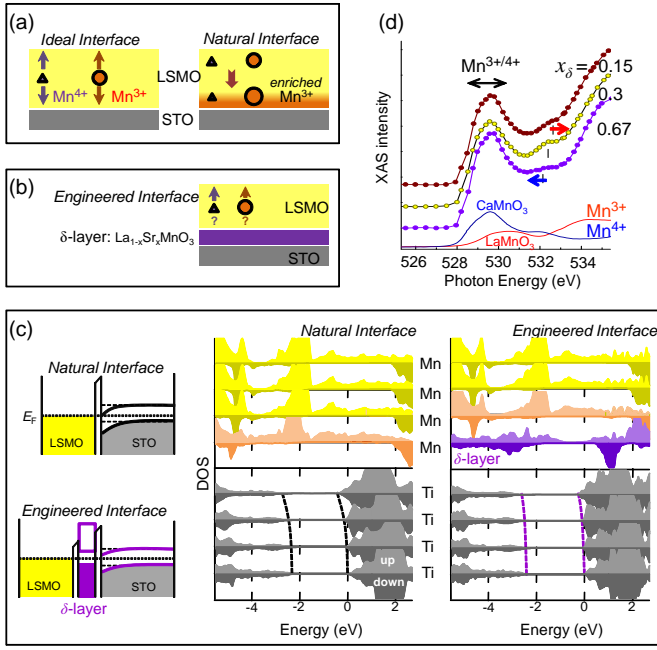 (a)
Ideal Interface
Natural Interface
LSMO
Mn4+
Mn3+
enriched
Mn3+
STO
(b)
Engineered Interface
LSMO
? ?
δ-layer: La1-xSrxMnO3
STO
(d)
XAS intensity
Mn3+/4+
xδ = 0.15
0.3
0.67
CaMnO3
LaMnO3
Mn3+
Mn4+
526 528 530 532 534
Photon Energy (eV)
(c)
Natural Interface
EF
LSMO
STO
Engineered Interface
LSMO
STO
δ-layer
Natural Interface
Engineered Interface
Mn
Mn
Mn
Mn
δ-layer
DOS
Ti
Ti
Ti
Ti
up
down
Ti
Ti
Ti
Ti
-4 -2 0 2
Energy (eV)
-4 -2 0 2
Energy (eV)